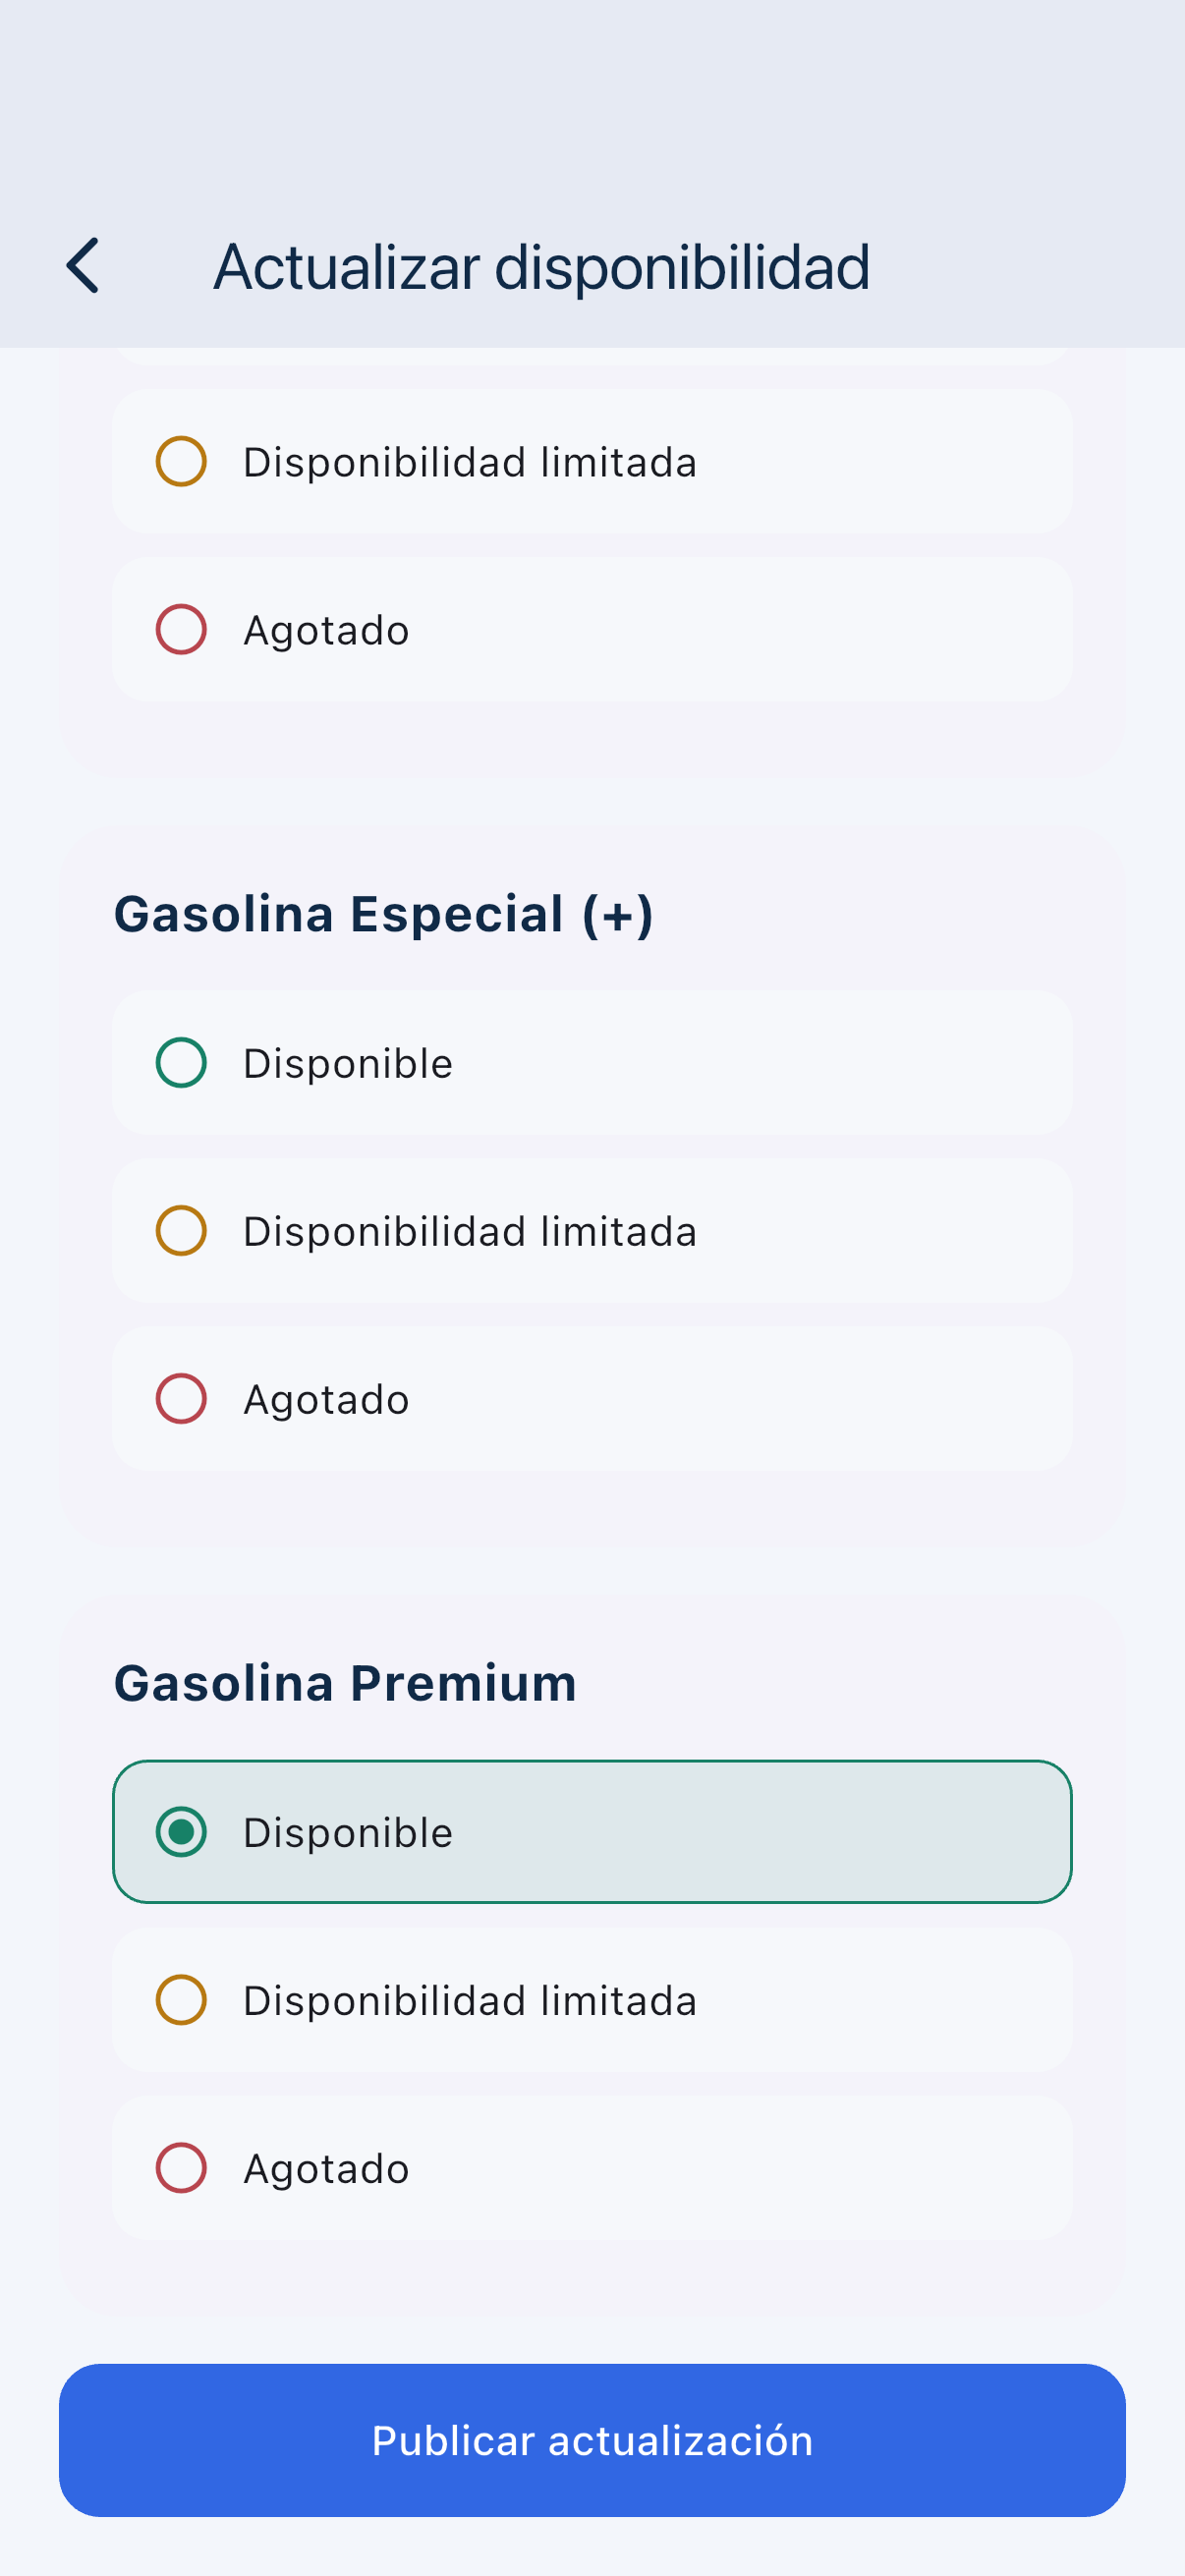 Actualizar disponibilidad
Disponibilidad limitada
Agotado
Gasolina Especial (+)
Disponible
Disponibilidad limitada
Agotado
Gasolina Premium
Disponible
Disponibilidad limitada
Agotado
Publicar actualización